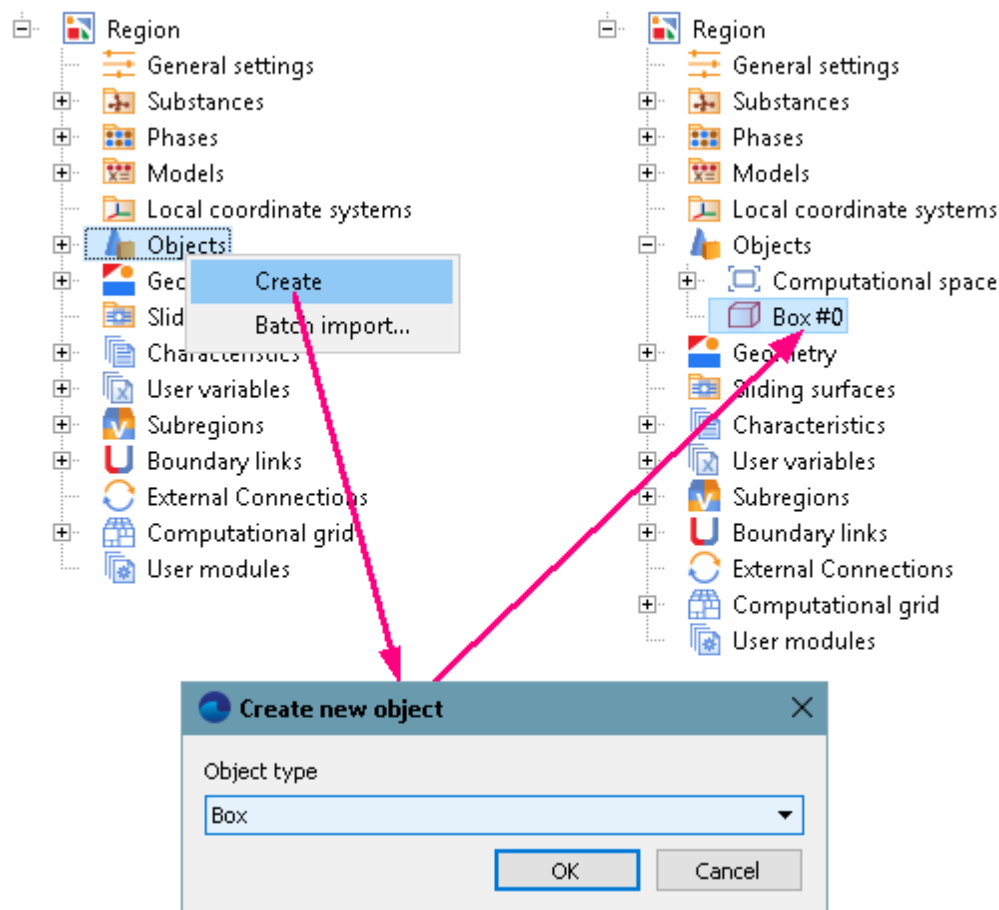 Region
General settings
Substances
Phases
Models
Local coordinate systems
Objects
Create
Batch import...
Characteristics
User variables
Subregions
Boundary links
External Connections
Computational grid
User modules
Region
General settings
Substances
Phases
Models
Local coordinate systems
Objects
Computational space
Box #0
Geometry
Sliding surfaces
Characteristics
User variables
Subregions
Boundary links
External Connections
Computational grid
User modules
Create new object
Object type
Box
OK Cancel